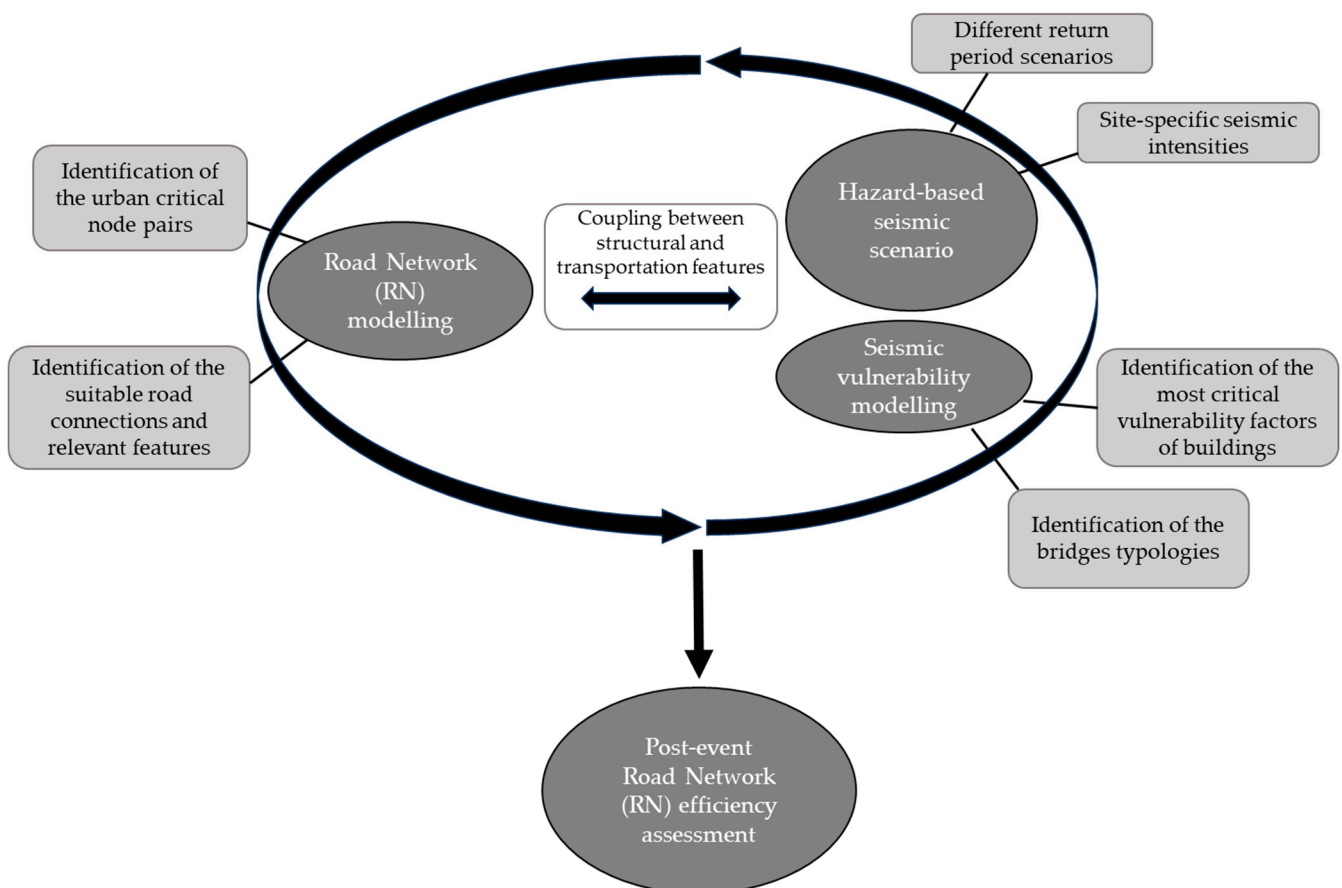 Different return
period scenarios
Site-specific seismic
intensities
Identification of
the urban critical
node pairs
Hazard-based
seismic
scenario
Coupling between
structural and
transportation features
Road Network
(RN)
modelling
Seismic
vulnerability
modelling
Identification of the
suitable road
connections and
relevant features
Identification of the
most critical
vulnerability factors
of buildings
Identification of the
bridges typologies
Post-event
Road Network
(RN) efficiency
assessment